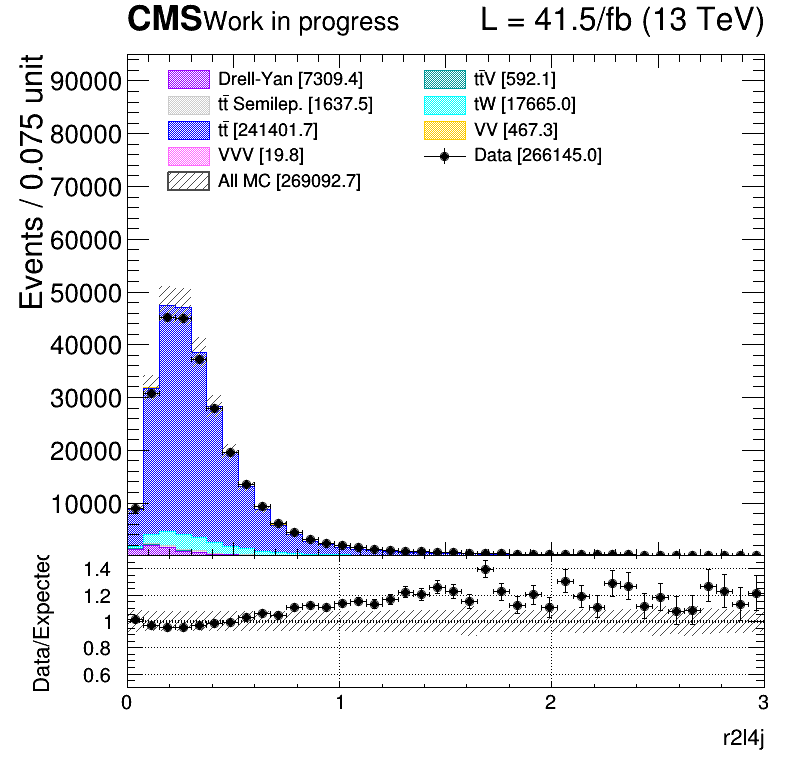 CMS Work in progress L = 41.5/fb (13 TeV)
Events / 0.075 unit
90000
80000
70000
60000
50000
40000
30000
20000
10000
Drell-Yan [7309.4]
tt̄ Semilep. [1637.5]
tt̄ [241401.7]
VVV [19.8]
All MC [269092.7]
tt̄V [592.1]
tW [17665.0]
VV [467.3]
Data [266145.0]
Data/Expected
1.4
1.2
1
0.8
0.6
0 1 2 3
r2l4j